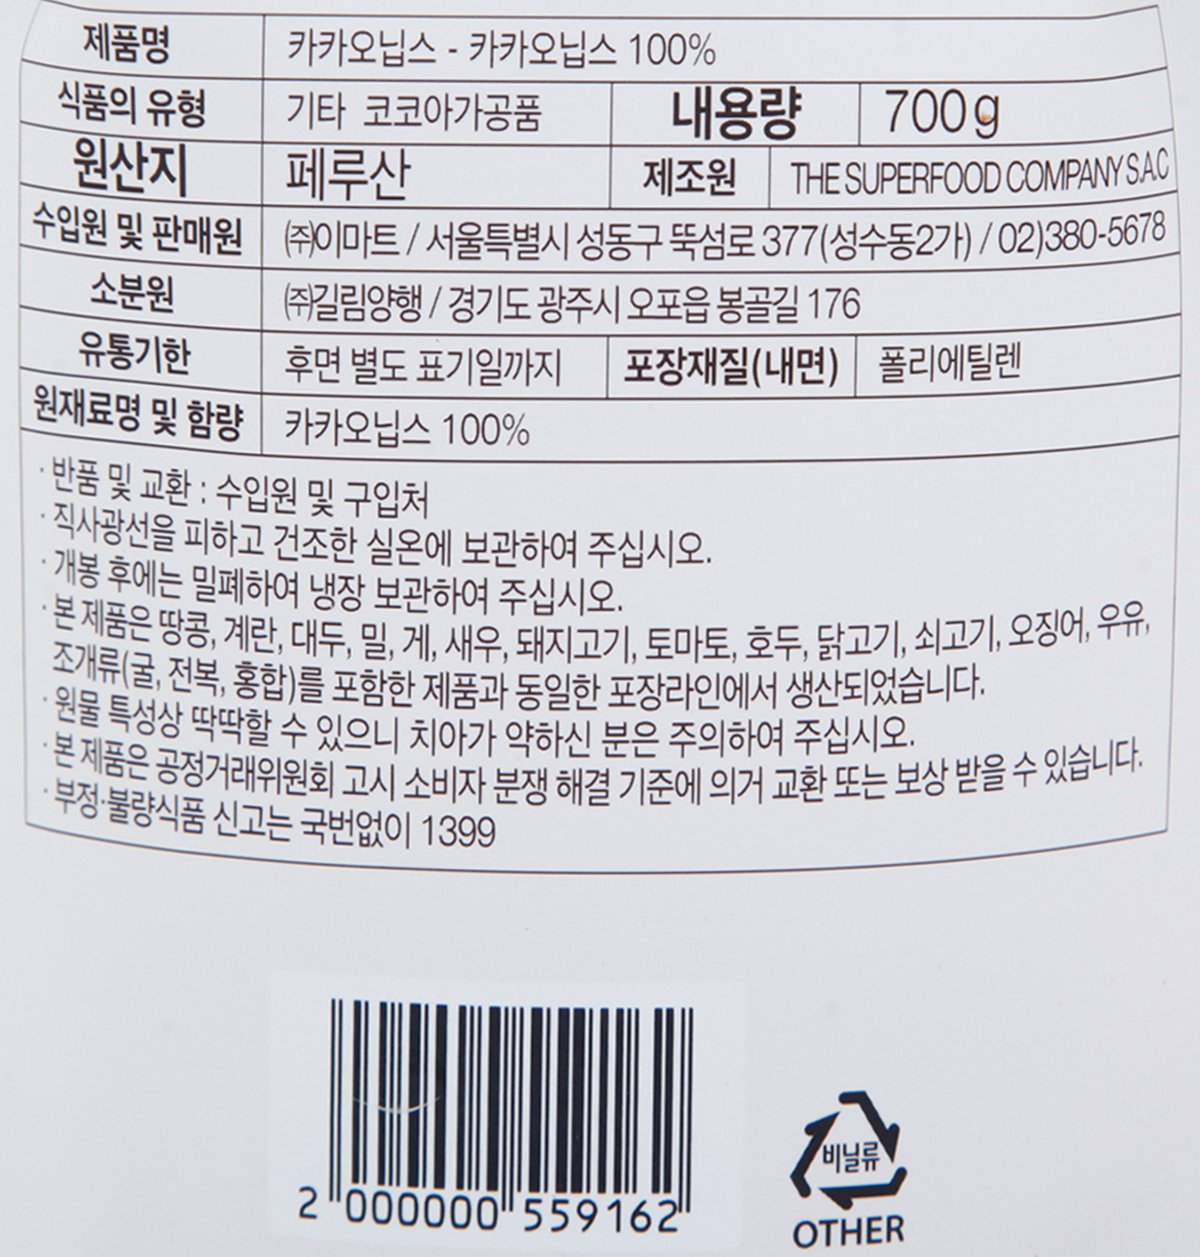 제품명 카카오닙스 - 카카오닙스 100%
식품의 유형 기타 코코아가공품 내용량 700g
원산지 페루산 제조원 THE SUPERFOOD COMPANY S.A.C
수입원 및 판매원 ㈜이마트 / 서울특별시 성동구 뚝섬로 377(성수동2가) / 02)380-5678
소분원 ㈜길림양행 / 경기도 광주시 오포읍 봉골길 176
유통기한 후면 별도 표기일까지 포장재질(내면) 폴리에틸렌
원재료명 및 함량 카카오닙스 100%
· 반품 및 교환 : 수입원 및 구입처
· 직사광선을 피하고 건조한 실온에 보관하여 주십시오.
· 개봉 후에는 밀폐하여 냉장 보관하여 주십시오.
· 본 제품은 땅콩, 계란, 대두, 밀, 게, 새우, 돼지고기, 토마토, 호두, 닭고기, 쇠고기, 오징어, 우유,
조개류(굴, 전복, 홍합)를 포함한 제품과 동일한 포장라인에서 생산되었습니다.
· 원물 특성상 딱딱할 수 있으니 치아가 약하신 분은 주의하여 주십시오.
· 본 제품은 공정거래위원회 고시 소비자 분쟁 해결 기준에 의거 교환 또는 보상 받을 수 있습니다.
· 부정·불량식품 신고는 국번없이 1399
2 000000 559162
비닐류
OTHER